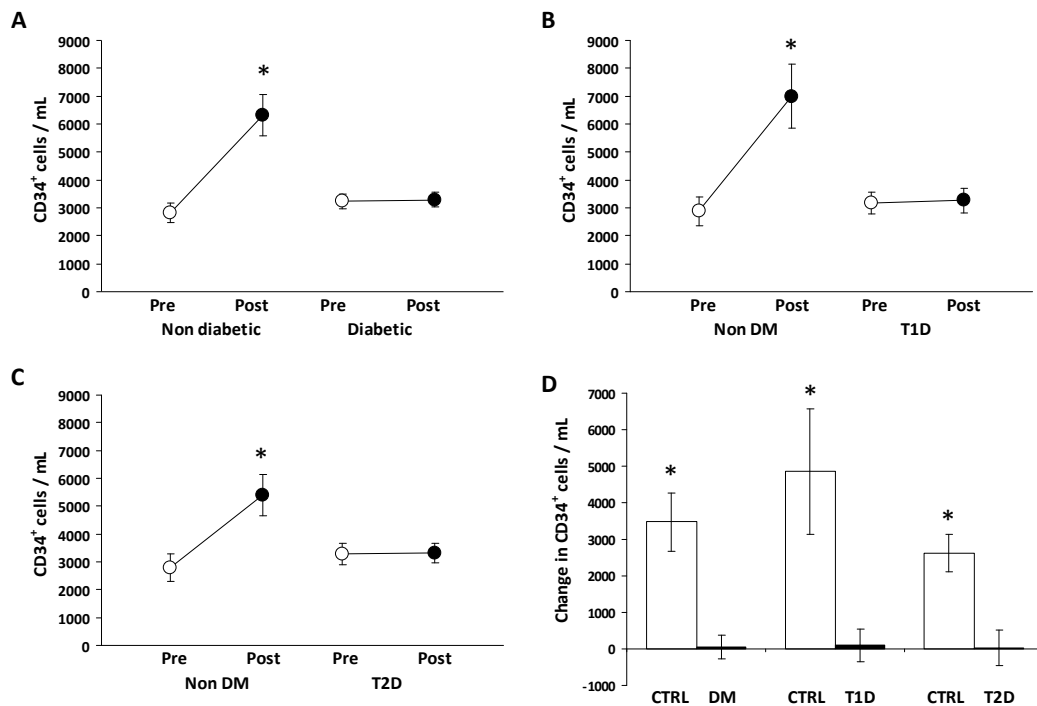 A
CD34+ cells / mL
9000
8000
7000
6000
5000
4000
3000
2000
1000
0
*
Pre Post Pre Post
Non diabetic Diabetic
B
CD34+ cells / mL
9000
8000
7000
6000
5000
4000
3000
2000
1000
0
*
Pre Post Pre Post
Non DM T1D
C
CD34+ cells / mL
9000
8000
7000
6000
5000
4000
3000
2000
1000
0
*
Pre Post Pre Post
Non DM T2D
D
Change in CD34+ cells / mL
7000
6000
5000
4000
3000
2000
1000
0
-1000
* * *
CTRL DM CTRL T1D CTRL T2D